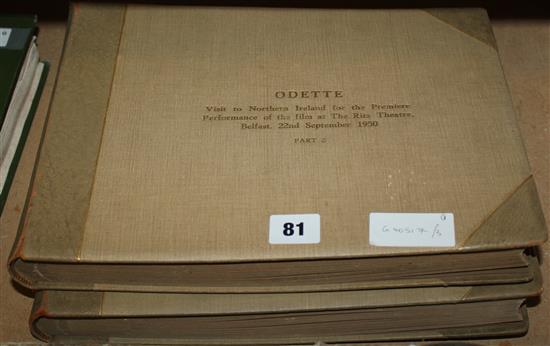 ODETTE
Visit to Northern Ireland for the Premiere
Performance of the film at The Ritz Theatre,
Belfast, 22nd September 1950
PART 2
81